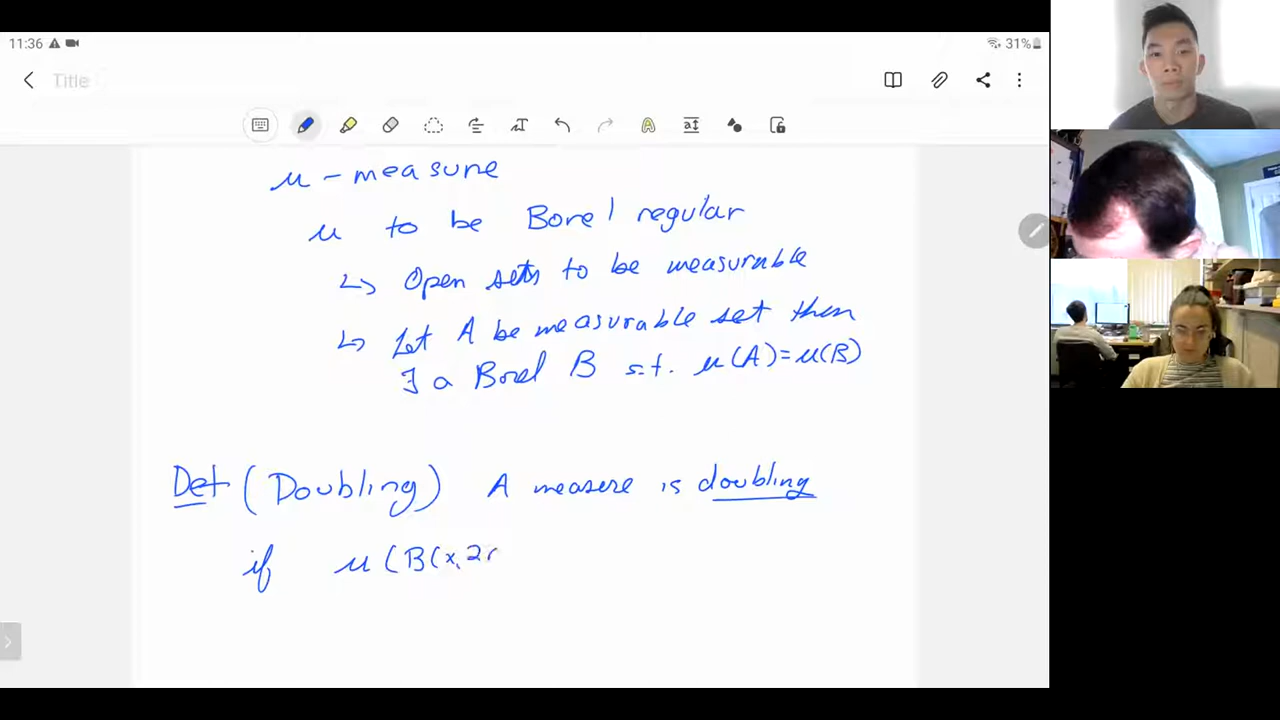 11:36
31%
Title
μ - measure
μ to be Borel regular
↳ Open sets to be measurable
↳ Let A be measurable set then
∃ a Borel B s.t. μ(A)=μ(B)
Def (Doubling) A measere is doubling
if μ(B(x,2r